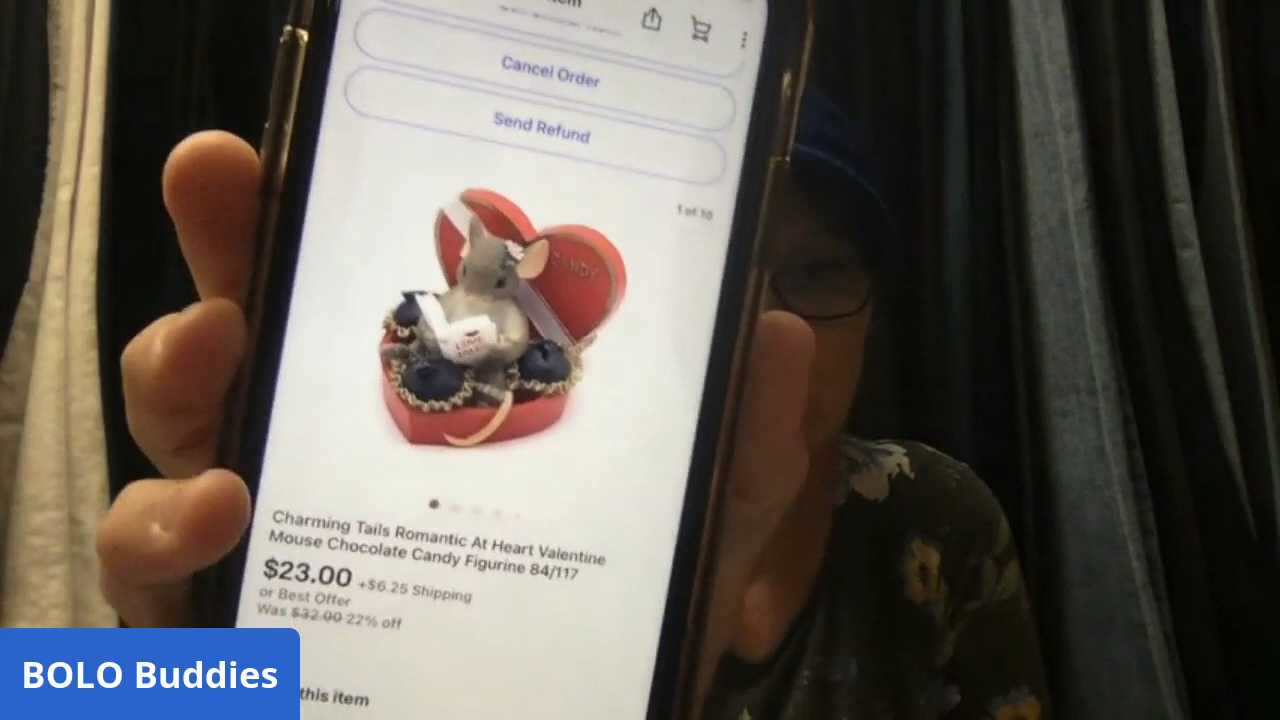 Cancel Order
Send Refund
1 of 10
CANDY
Charming Tails Romantic At Heart Valentine
Mouse Chocolate Candy Figurine 84/117
$23.00 +$6.25 Shipping
or Best Offer
Was $32.00 22% off
this item
BOLO Buddies